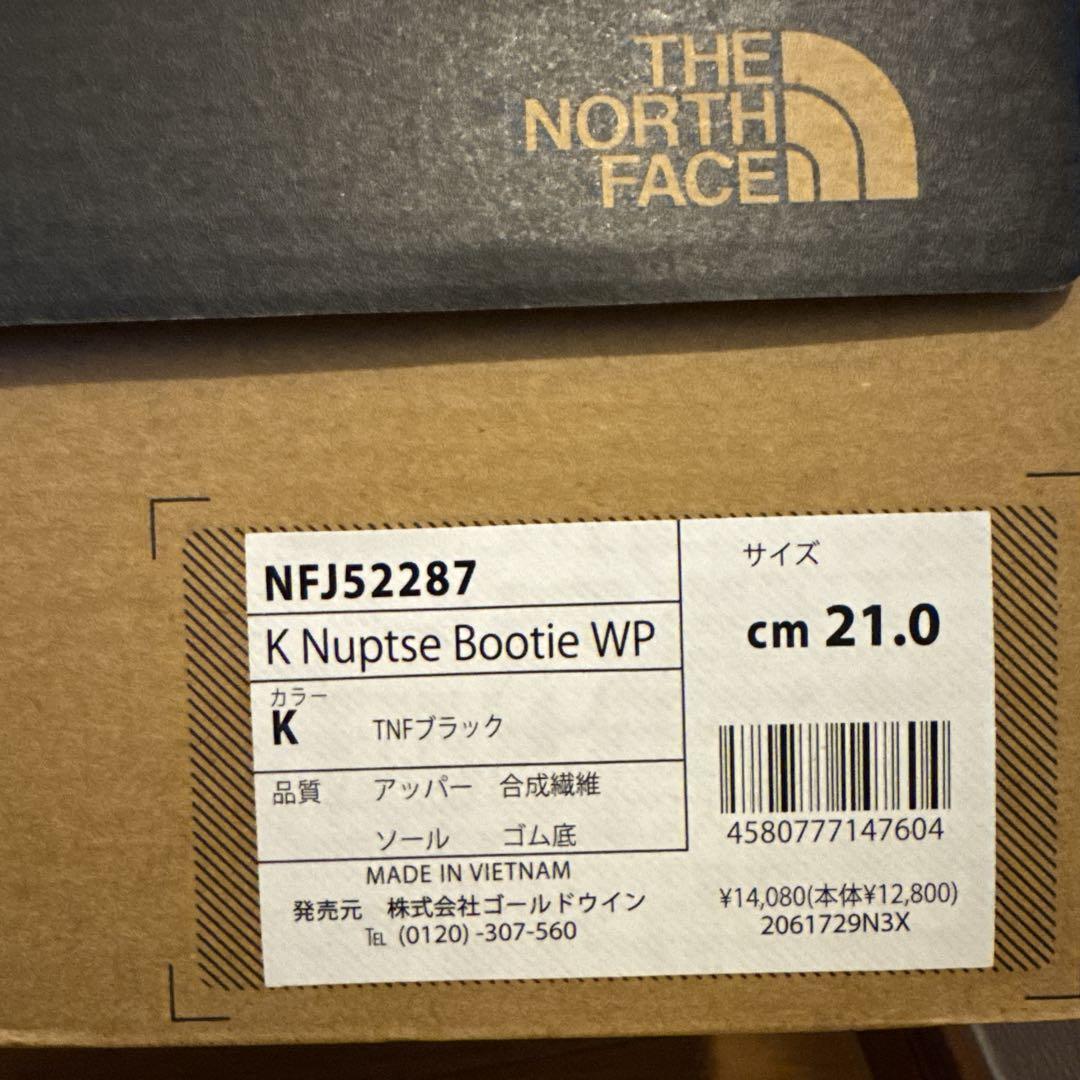 THE
NORTH
FACE
NFJ52287
K Nuptse Bootie WP
カラー
K TNFブラック
品質 アッパー 合成繊維
ソール ゴム底
MADE IN VIETNAM
発売元 株式会社ゴールドウイン
TEL (0120) -307-560
サイズ
cm 21.0
4580777147604
¥14,080(本体¥12,800)
2061729N3X